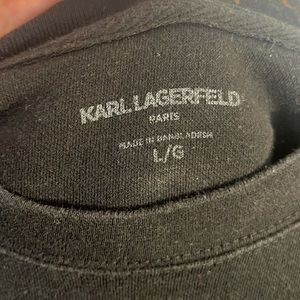 KARL LAGERFELD
PARIS
MADE IN BANGLADESH
L/G